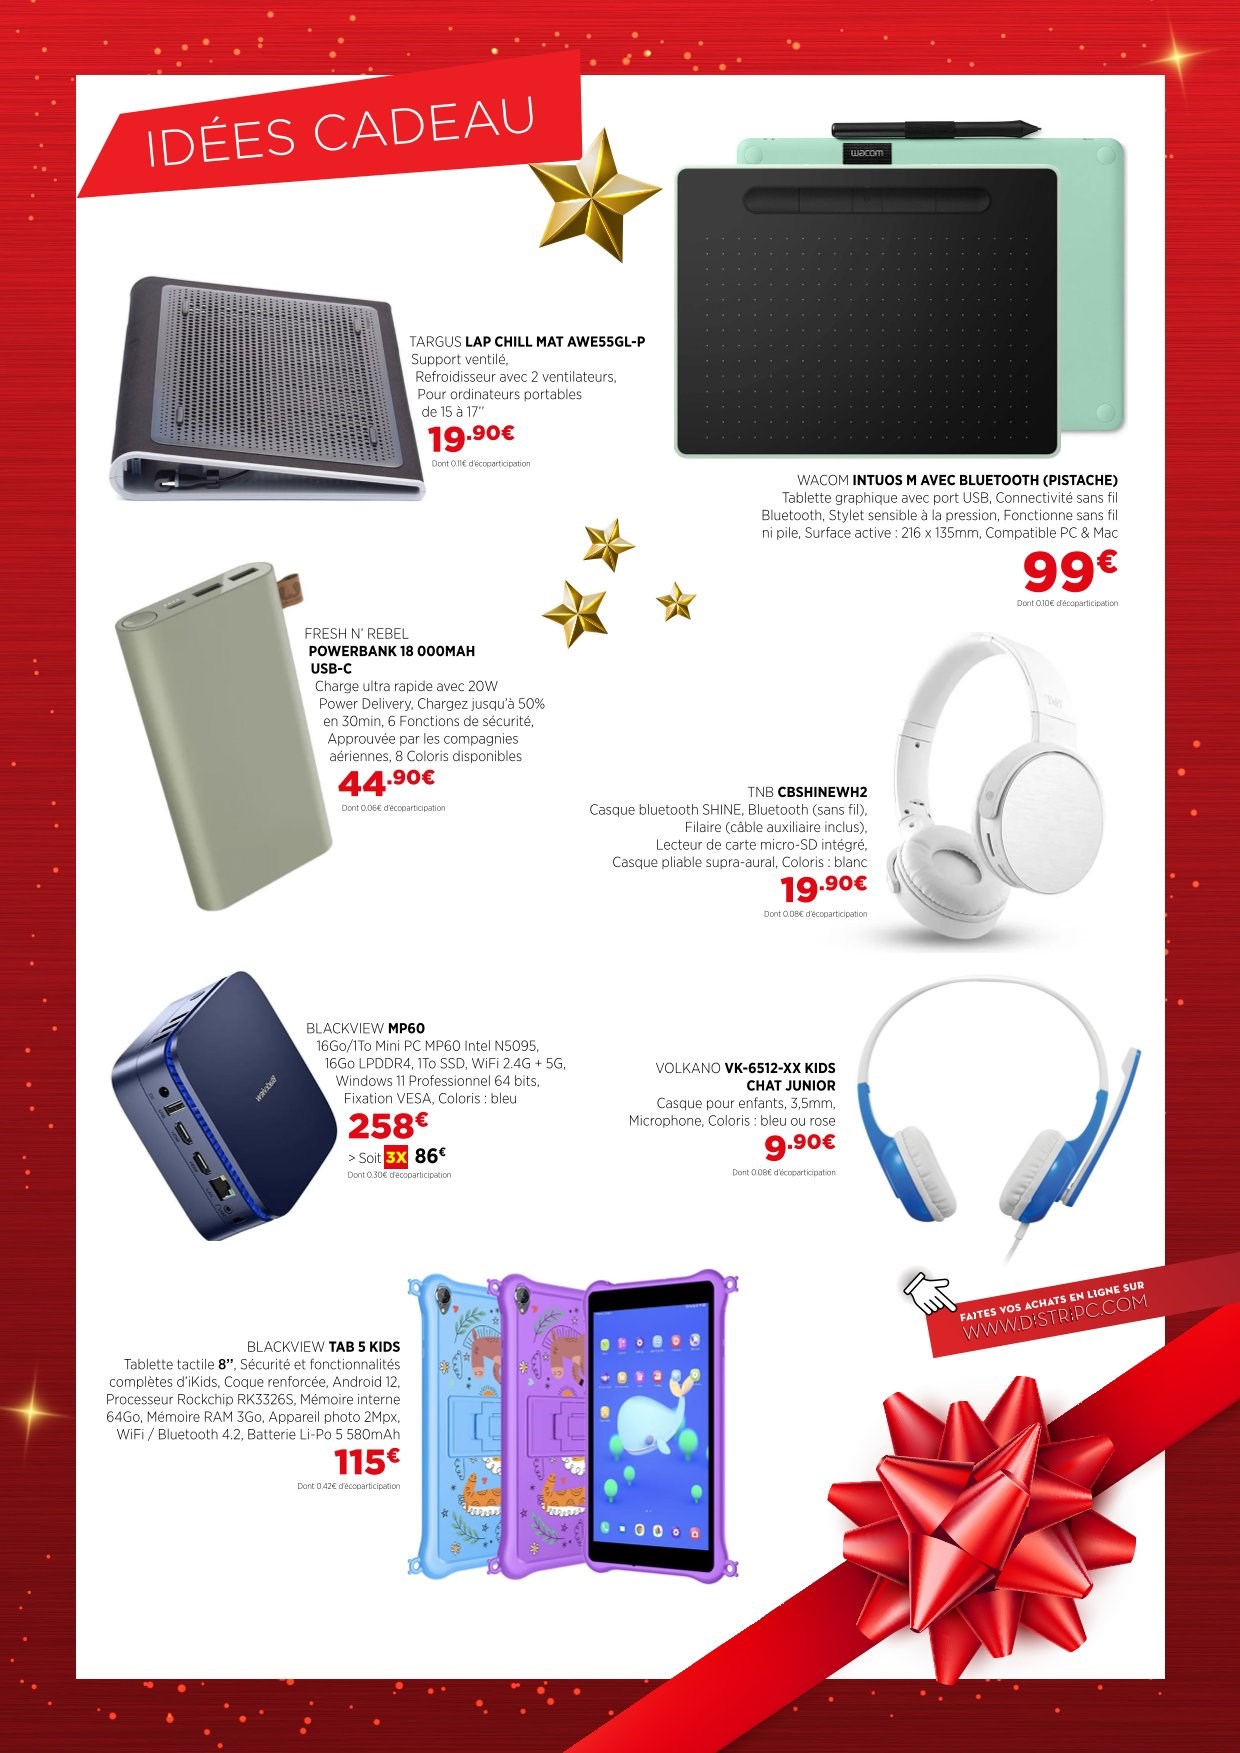 IDÉES CADEAU
wacom
TARGUS LAP CHILL MAT AWE55GL-P
Support ventilé,
Refroidisseur avec 2 ventilateurs,
Pour ordinateurs portables
de 15 à 17’’
19.90€
Dont 0.11€ d'écoparticipation
WACOM INTUOS M AVEC BLUETOOTH (PISTACHE)
Tablette graphique avec port USB, Connectivité sans fil
Bluetooth, Stylet sensible à la pression, Fonctionne sans fil
ni pile, Surface active : 216 x 135mm, Compatible PC & Mac
99€
Dont 0.10€ d'écoparticipation
FRESH N’ REBEL
POWERBANK 18 000MAH
USB-C
Charge ultra rapide avec 20W
Power Delivery, Chargez jusqu’à 50%
en 30min, 6 Fonctions de sécurité,
Approuvée par les compagnies
aériennes, 8 Coloris disponibles
44.90€
Dont 0.06€ d'écoparticipation
TNB CBSHINEWH2
Casque bluetooth SHINE, Bluetooth (sans fil),
Filaire (câble auxiliaire inclus),
Lecteur de carte micro-SD intégré,
Casque pliable supra-aural, Coloris : blanc
19.90€
Dont 0.08€ d'écoparticipation
BLACKVIEW MP60
16Go/1To Mini PC MP60 Intel N5095,
16Go LPDDR4, 1To SSD, WiFi 2.4G + 5G,
Windows 11 Professionnel 64 bits,
Fixation VESA, Coloris : bleu
258€
> Soit 3X 86€
Dont 0.30€ d'écoparticipation
VOLKANO VK-6512-XX KIDS
CHAT JUNIOR
Casque pour enfants, 3,5mm,
Microphone, Coloris : bleu ou rose
9.90€
Dont 0.08€ d'écoparticipation
FAITES VOS ACHATS EN LIGNE SUR
WWW.DiSTRiPC.COM
BLACKVIEW TAB 5 KIDS
Tablette tactile 8’’, Sécurité et fonctionnalités
complètes d’iKids, Coque renforcée, Android 12,
Processeur Rockchip RK3326S, Mémoire interne
64Go, Mémoire RAM 3Go, Appareil photo 2Mpx,
WiFi / Bluetooth 4.2, Batterie Li-Po 5 580mAh
115€
Dont 0.42€ d'écoparticipation